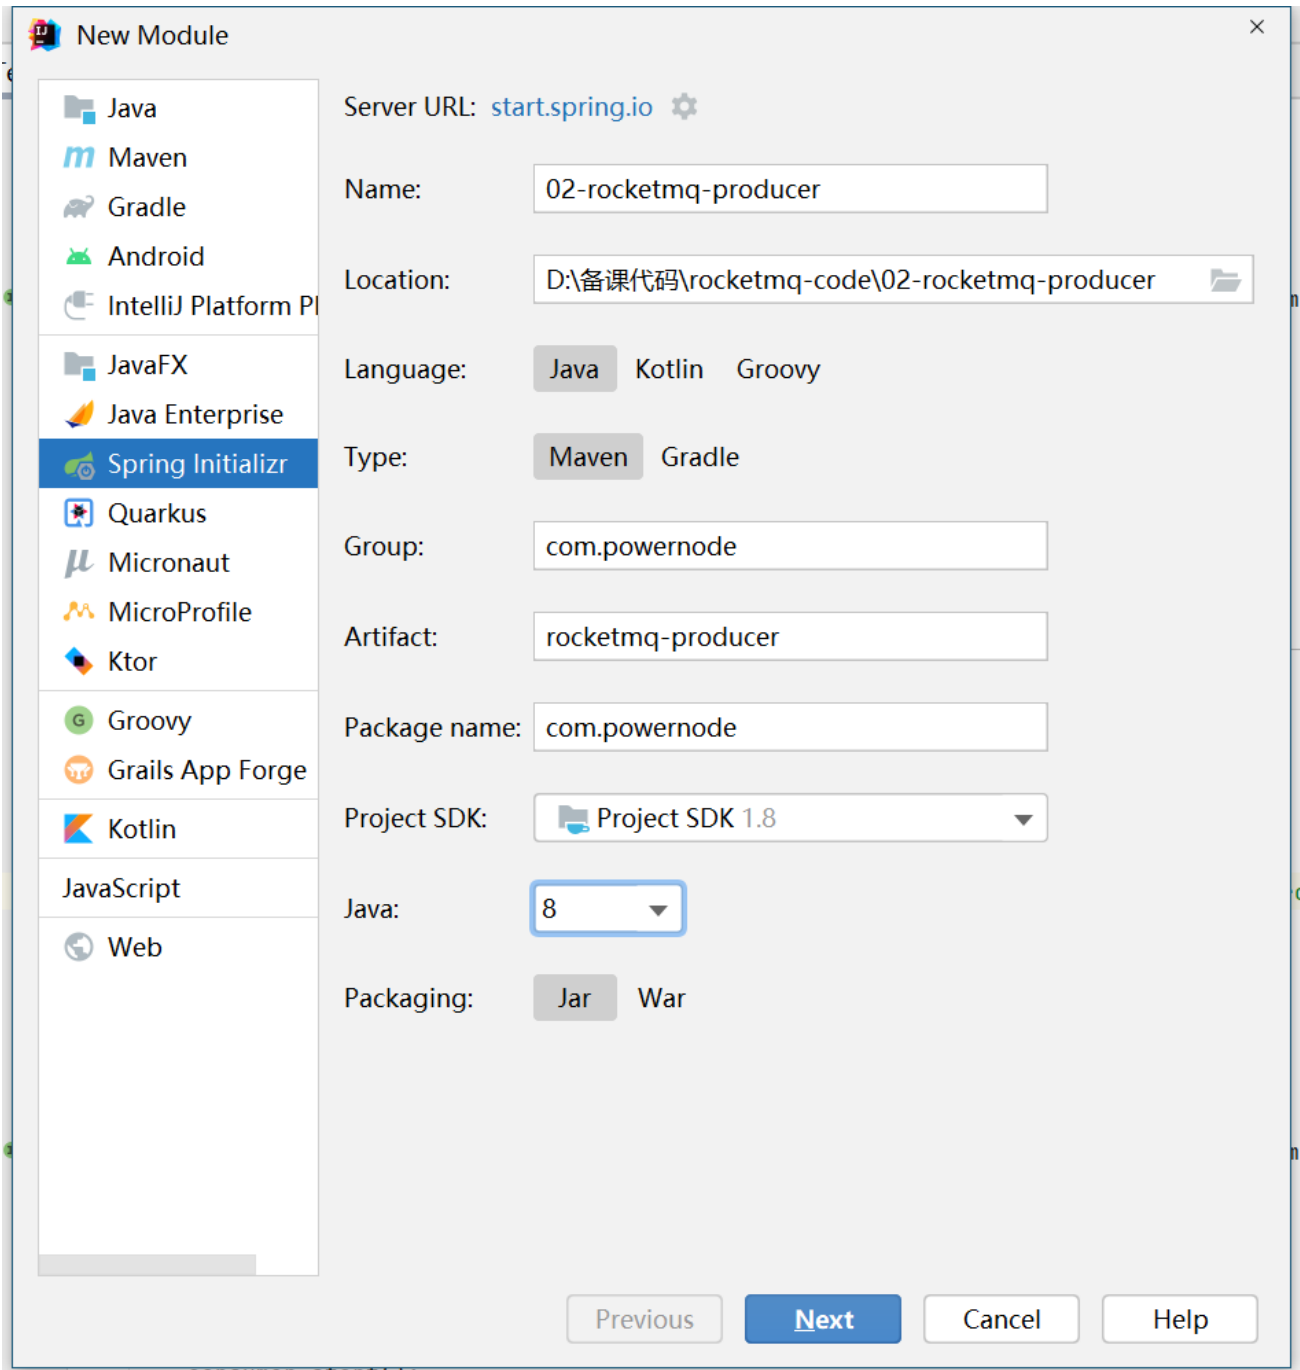 New Module
Java
Maven
Gradle
Android
IntelliJ Platform Pl
JavaFX
Java Enterprise
Spring Initializr
Quarkus
Micronaut
MicroProfile
Ktor
Groovy
Grails App Forge
Kotlin
JavaScript
Web
Server URL: start.spring.io
Name: 02-rocketmq-producer
Location: D:\备课代码\rocketmq-code\02-rocketmq-producer
Language: Java Kotlin Groovy
Type: Maven Gradle
Group: com.powernode
Artifact: rocketmq-producer
Package name: com.powernode
Project SDK: Project SDK 1.8
Java: 8
Packaging: Jar War
Previous Next Cancel Help